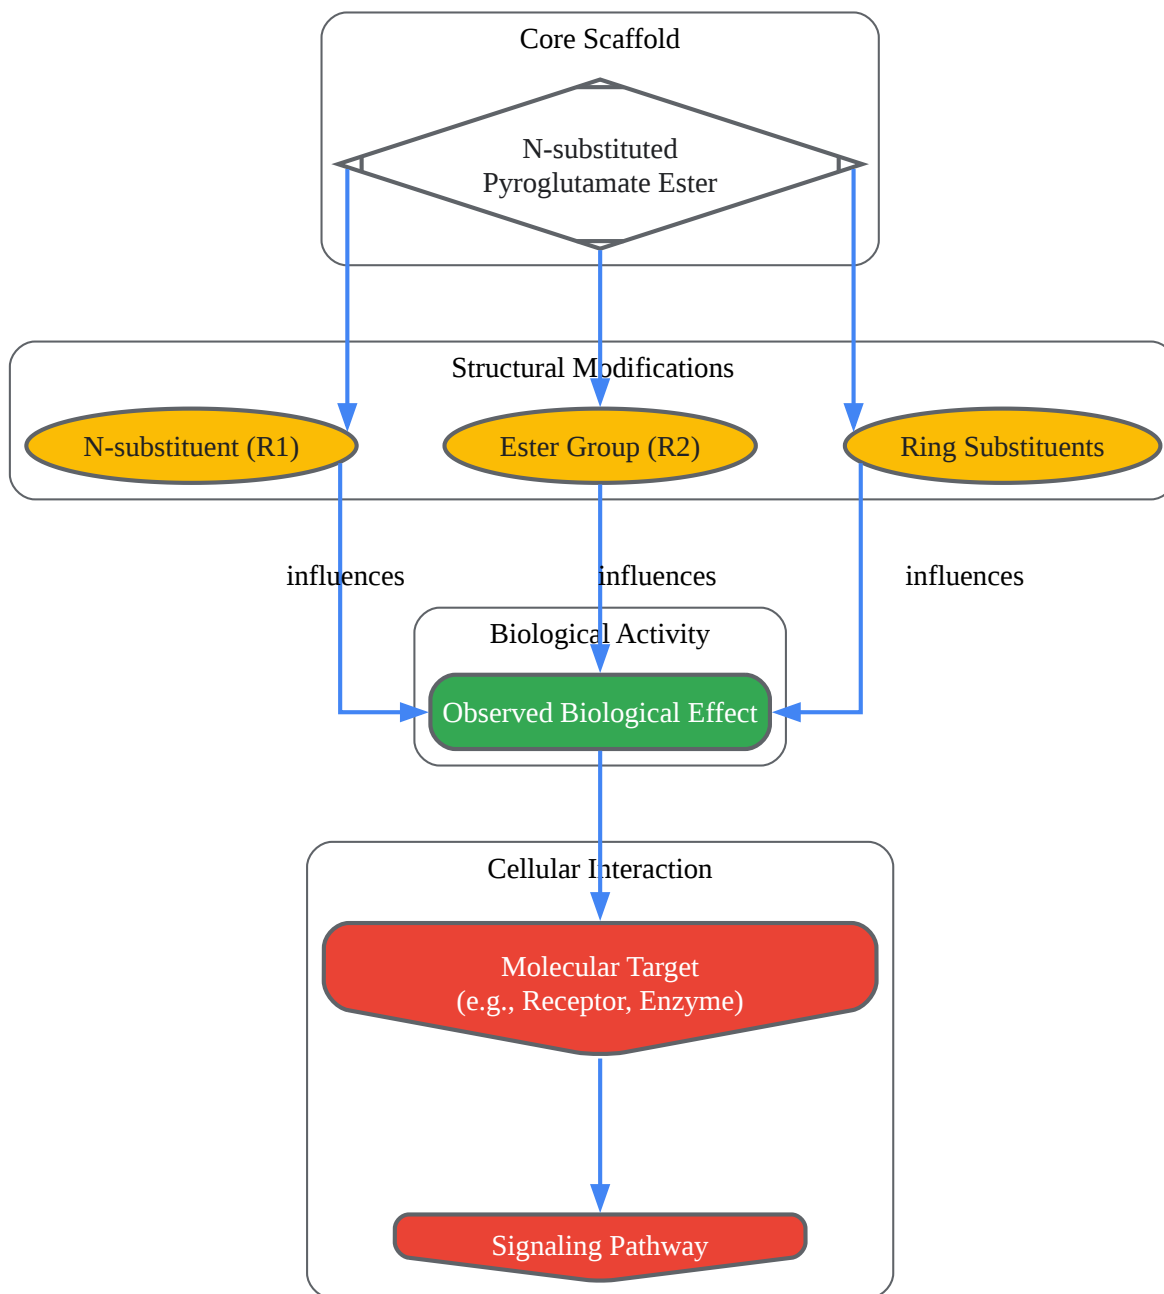 Core Scaffold
N-substituted
Pyroglutamate Ester
Structural Modifications
N-substituent (R1)
Ester Group (R2)
Ring Substituents
influences
influences
influences
Biological Activity
Observed Biological Effect
Cellular Interaction
Molecular Target
(e.g., Receptor, Enzyme)
Signaling Pathway